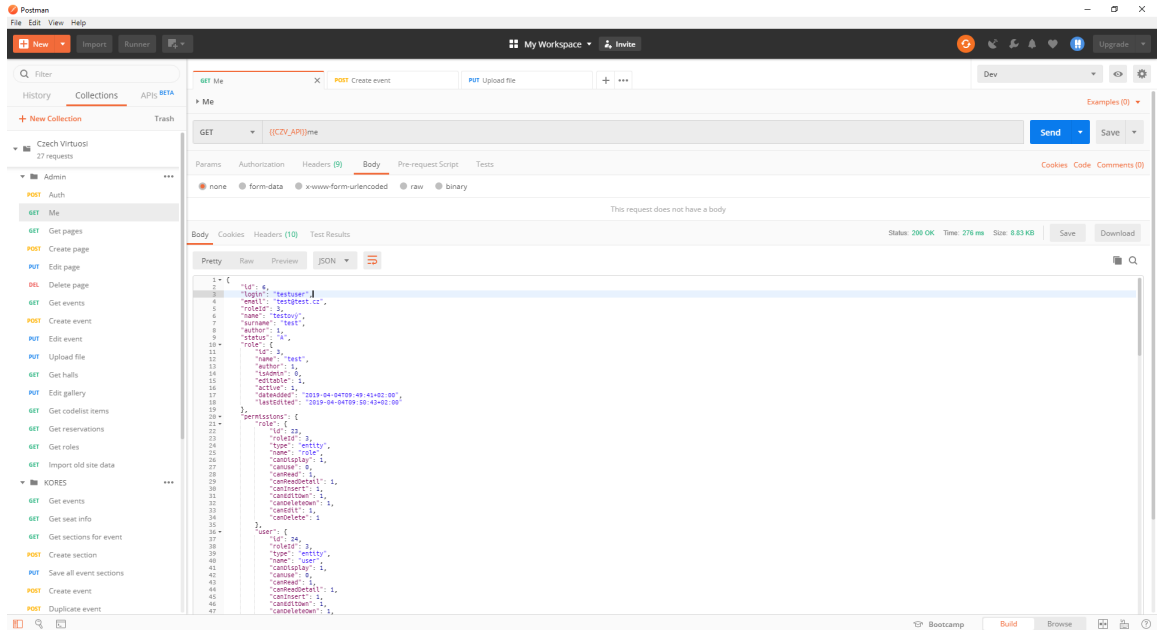 Postman
File Edit View Help
New Import Runner My Workspace Invite Upgrade
Filter
History Collections APIs BETA
+ New Collection Trash
Czech Virtuosi
27 requests
Admin
POST Auth
GET Me
GET Get pages
POST Create page
PUT Edit page
DEL Delete page
GET Get events
POST Create event
PUT Edit event
PUT Upload file
GET Get halls
PUT Edit gallery
GET Get codelist items
GET Get reservations
GET Get roles
GET Import old site data
KORES
GET Get events
GET Get seat info
GET Get sections for event
POST Create section
PUT Save all event sections
POST Create event
POST Duplicate event
GET Me POST Create event PUT Upload file Dev
Me Examples (0)
GET {{CZV_API}}me Send Save
Params Authorization Headers (9) Body Pre-request Script Tests Cookies Code Comments (0)
none form-data x-www-form-urlencoded raw binary
This request does not have a body
Body Cookies Headers (10) Test Results Status: 200 OK Time: 276 ms Size: 8.83 KB Save Download
Pretty Raw Preview JSON
1 {
2 "id": 6,
3 "login": "testuser",
4 "email": "test@test.cz",
5 "roleId": 3,
6 "name": "testový",
7 "surname": "test",
8 "author": 1,
9 "status": "A",
10 "role": {
11 "id": 3,
12 "name": "test",
13 "author": 1,
14 "isAdmin": 0,
15 "editable": 1,
16 "active": 1,
17 "dateAdded": "2019-04-04T09:49:41+02:00",
18 "lastEdited": "2019-04-04T09:50:43+02:00"
19 },
20 "permissions": {
21 "role": {
22 "id": 23,
23 "roleId": 3,
24 "type": "entity",
25 "name": "role",
26 "canDisplay": 1,
27 "canUse": 0,
28 "canRead": 1,
29 "canReadDetail": 1,
30 "canInsert": 1,
31 "canEditOwn": 1,
32 "canDeleteOwn": 1,
33 "canEdit": 1,
34 "canDelete": 1
35 },
36 "user": {
37 "id": 24,
38 "roleId": 3,
39 "type": "entity",
40 "name": "user",
41 "canDisplay": 1,
42 "canUse": 0,
43 "canRead": 1,
44 "canReadDetail": 1,
45 "canInsert": 1,
46 "canEditOwn": 1,
47 "canDeleteOwn": 1,
Bootcamp Build Browse